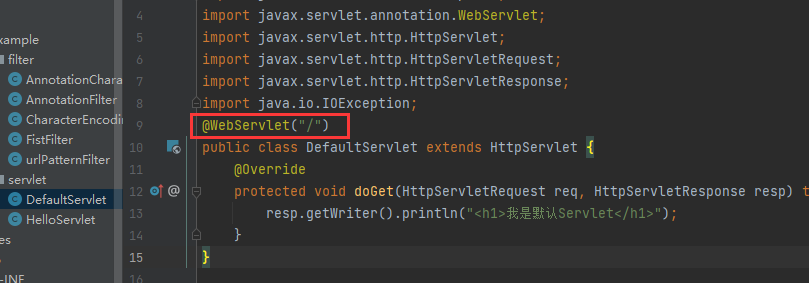 xample
filter
AnnotationChara
AnnotationFilter
CharacterEncodin
FistFilter
urlPatternFilter
servlet
DefaultServlet
HelloServlet
es
-INF
4 import javax.servlet.annotation.WebServlet;
5 import javax.servlet.http.HttpServlet;
6 import javax.servlet.http.HttpServletRequest;
7 import javax.servlet.http.HttpServletResponse;
8 import java.io.IOException;
9 @WebServlet("/")
10 public class DefaultServlet extends HttpServlet {
11 @Override
12 @ protected void doGet(HttpServletRequest req, HttpServletResponse resp) t
13 resp.getWriter().println("<h1>我是默认Servlet</h1>");
14 }
15 }
16